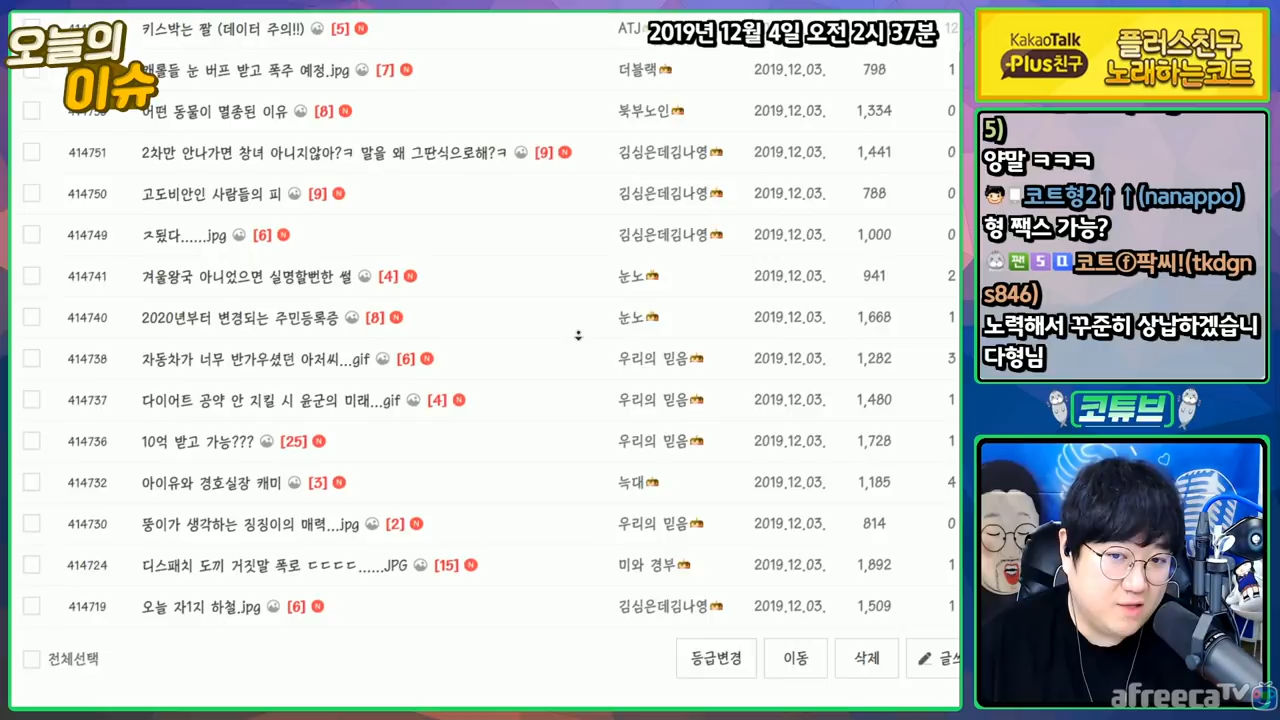 오늘의
이슈
2019년 12월 4일 오전 2시 37분
키스박는 짤 (데이터 주의!!) [5] N ATJ
눈 버프 받고 폭주 예정.jpg [7] N 더블랙 2019.12.03. 798 1
어떤 동물이 멸종된 이유 [8] N 북부노인 2019.12.03. 1,334 0
414751 2차만 안나가면 창녀 아니지않아?ㅋ 말을 왜 그딴식으로해?ㅋ [9] N 김심은데김나영 2019.12.03. 1,441 0
414750 고도비안인 사람들의 피 [9] N 김심은데김나영 2019.12.03. 788 0
414749 ㅈ됬다......jpg [6] N 김심은데김나영 2019.12.03. 1,000 0
414741 겨울왕국 아니었으면 실명할뻔한 썰 [4] N 눈노 2019.12.03. 941 2
414740 2020년부터 변경되는 주민등록증 [8] N 눈노 2019.12.03. 1,668 1
414738 자동차가 너무 반가우셨던 아저씨...gif [6] N 우리의 믿음 2019.12.03. 1,282 3
414737 다이어트 공약 안 지킬 시 윤군의 미래...gif [4] N 우리의 믿음 2019.12.03. 1,480 1
414736 10억 받고 가능??? [25] N 우리의 믿음 2019.12.03. 1,728 1
414732 아이유와 경호실장 캐미 [3] N 늑대 2019.12.03. 1,185 4
414730 뚱이가 생각하는 징징이의 매력...jpg [2] N 우리의 믿음 2019.12.03. 814 0
414724 디스패치 도끼 거짓말 폭로 ㄷㄷㄷㄷ......JPG [15] N 미와 경부 2019.12.03. 1,892 1
414719 오늘 자1지 하철.jpg [6] N 김심은데김나영 2019.12.03. 1,509 1
전체선택 등급변경 이동 삭제
KakaoTalk
Plus친구
플러스친구
노래하는코트
5)
양말 ㅋㅋㅋ
코트형2↑↑(nanappo)
형 짹스 가능?
팬 5 코트ⓕ팍씨!(tkdgn
s846)
노력해서 꾸준히 상납하겠습니
다형님
코튜브
afreecaTV